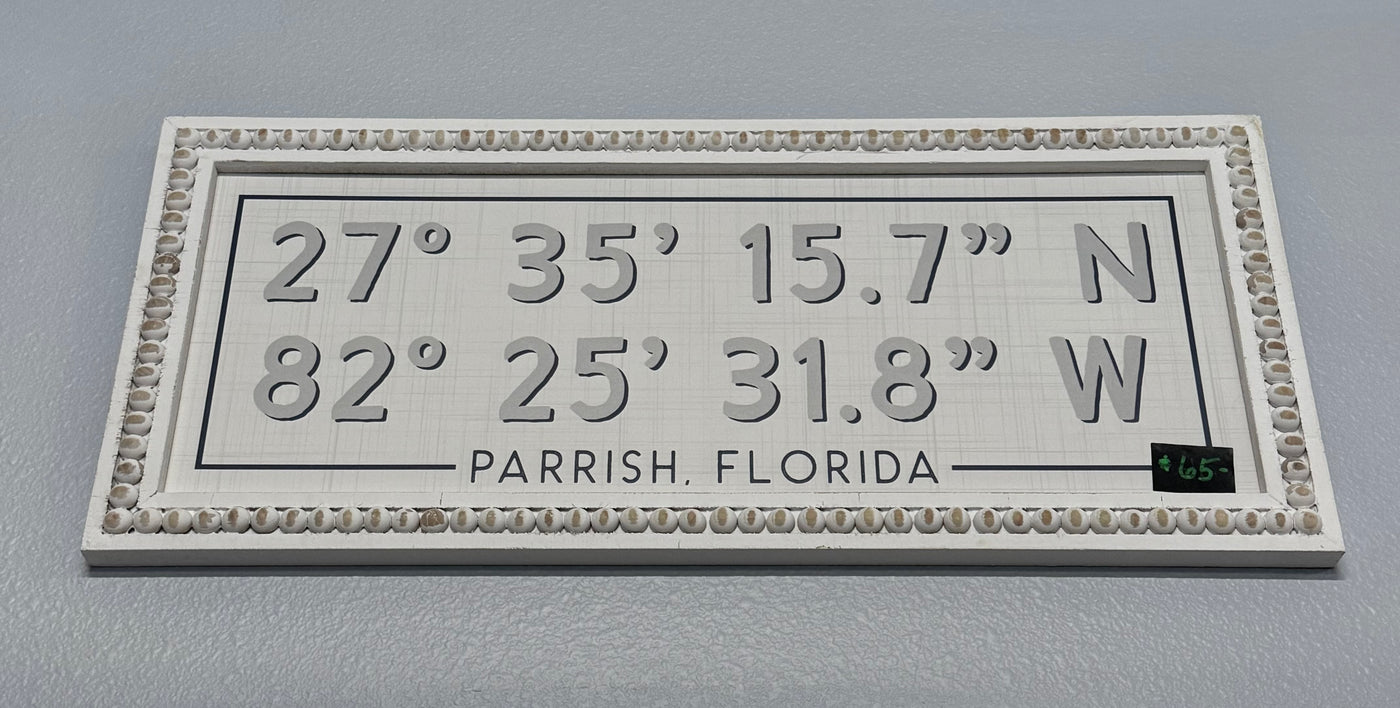 27° 35’ 15.7” N
82° 25’ 31.8” W
PARRISH, FLORIDA
$65-